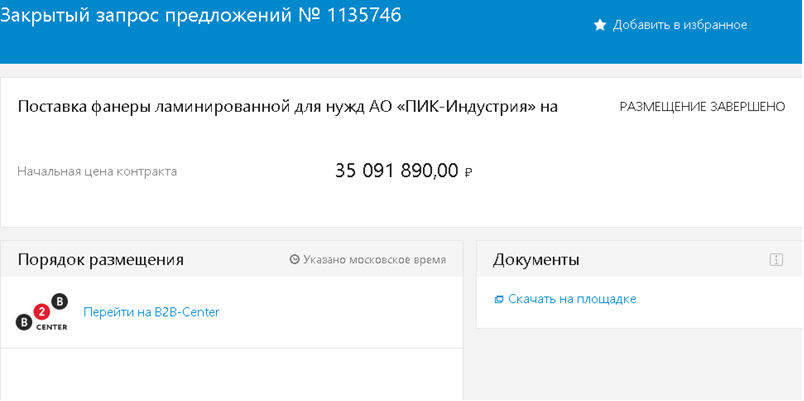 Закрытый запрос предложений № 1135746
Добавить в избранное
Поставка фанеры ламинированной для нужд АО «ПИК-Индустрия» на
РАЗМЕЩЕНИЕ ЗАВЕРШЕНО
Начальная цена контракта
35 091 890,00 ₽
Порядок размещения
Указано московское время
Документы
B 2 B
CENTER
Перейти на B2B-Center
Скачать на площадке